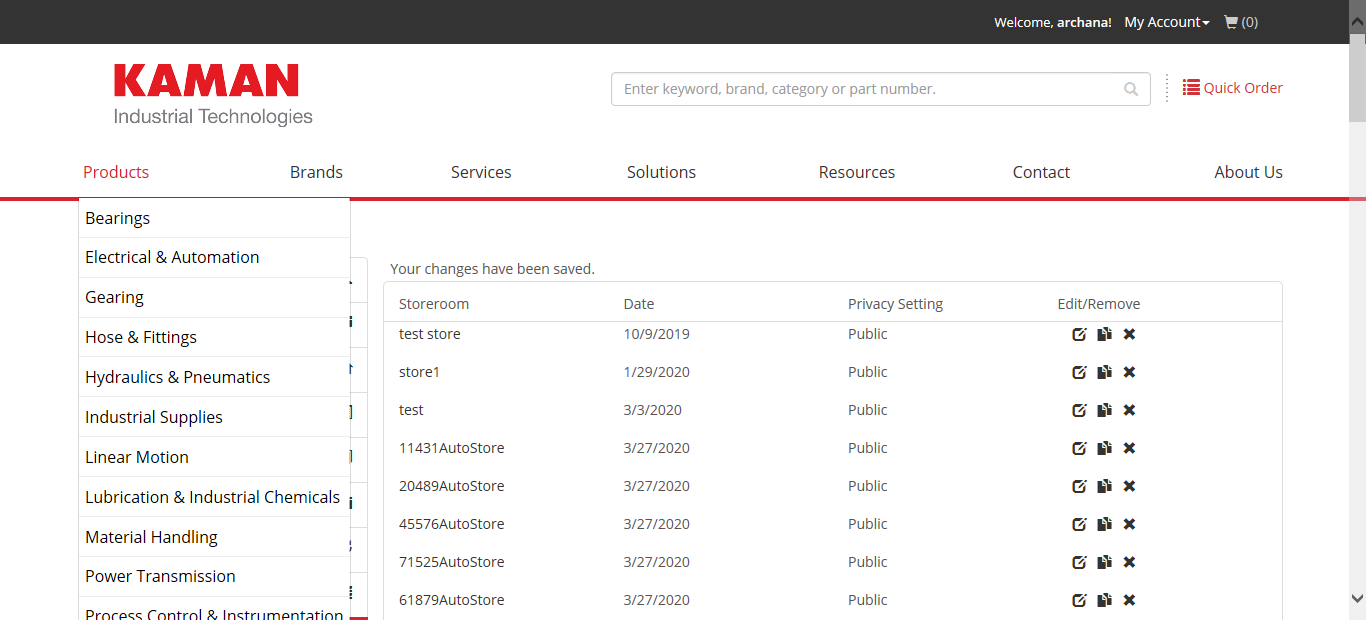 Welcome, archana! My Account (0)
KAMAN
Industrial Technologies
Enter keyword, brand, category or part number.
Quick Order
Products Brands Services Solutions Resources Contact About Us
Bearings
Electrical & Automation
Gearing
Hose & Fittings
Hydraulics & Pneumatics
Industrial Supplies
Linear Motion
Lubrication & Industrial Chemicals
Material Handling
Power Transmission
Process Control & Instrumentation
Your changes have been saved.
Storeroom Date Privacy Setting Edit/Remove
test store 10/9/2019 Public
store1 1/29/2020 Public
test 3/3/2020 Public
11431AutoStore 3/27/2020 Public
20489AutoStore 3/27/2020 Public
45576AutoStore 3/27/2020 Public
71525AutoStore 3/27/2020 Public
61879AutoStore 3/27/2020 Public